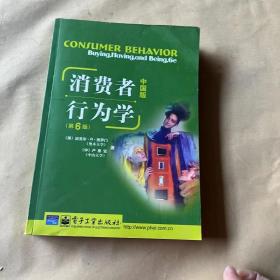 CONSUMER BEHAVIOR
Buying, Having, and Being, 6e
消费者
中国版
行为学
（第6版）
著
电子工业出版社
http://www.phei.com.cn